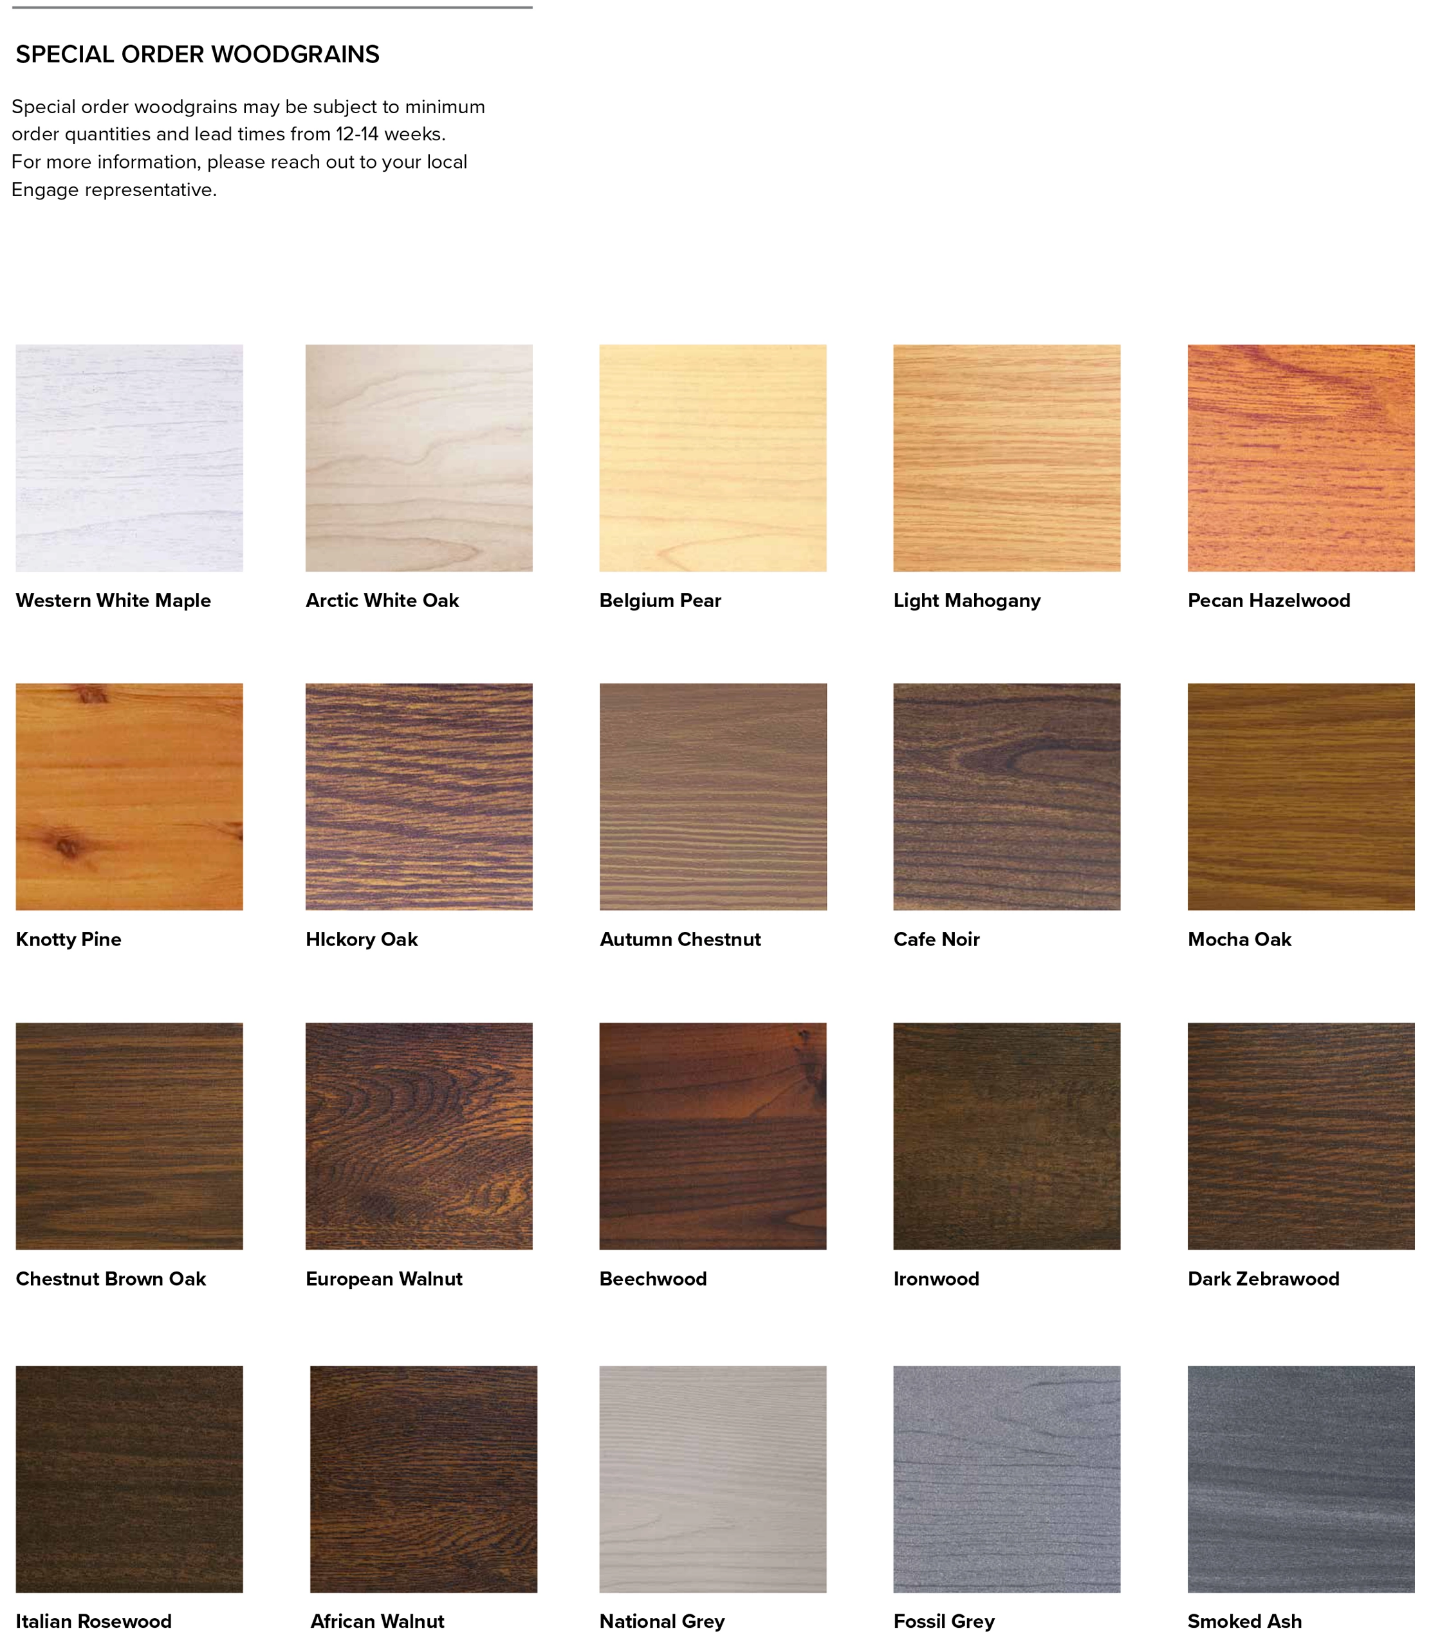 SPECIAL ORDER WOODGRAINS
Special order woodgrains may be subject to minimum
order quantities and lead times from 12-14 weeks.
For more information, please reach out to your local
Engage representative.
Western White Maple
Arctic White Oak
Belgium Pear
Light Mahogany
Pecan Hazelwood
Knotty Pine
HIckory Oak
Autumn Chestnut
Cafe Noir
Mocha Oak
Chestnut Brown Oak
European Walnut
Beechwood
Ironwood
Dark Zebrawood
Italian Rosewood
African Walnut
National Grey
Fossil Grey
Smoked Ash